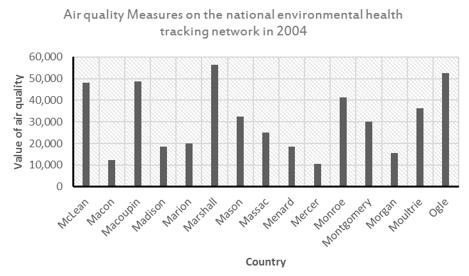 Air quality Measures on the national environmental health
tracking network in 2004
Value of air quality
60,000
50,000
40,000
30,000
20,000
10,000
0
McLean
Macon
Macoupin
Madison
Marion
Marshall
Mason
Massac
Menard
Mercer
Monroe
Montgomery
Morgan
Moultrie
Ogle
Country